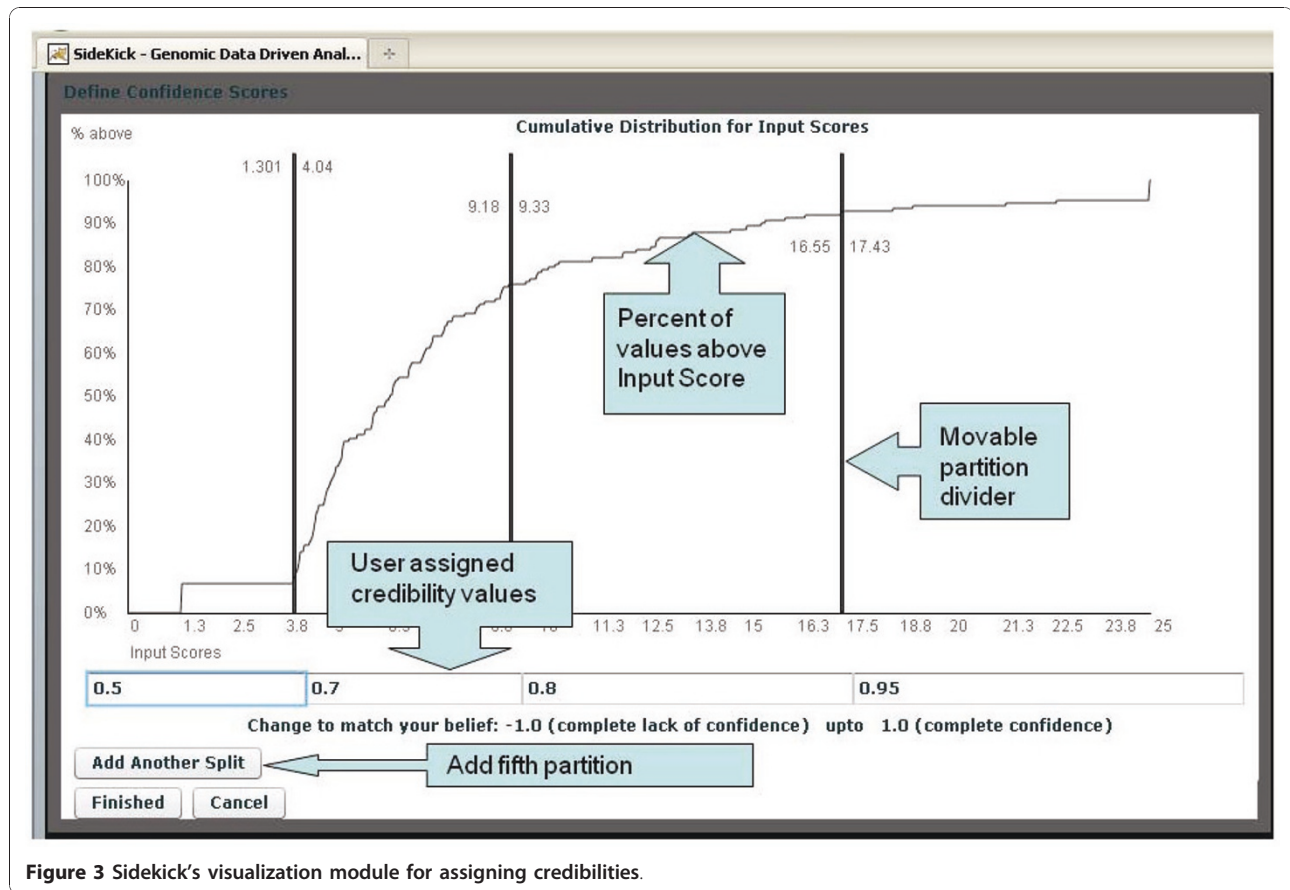 SideKick - Genomic Data Driven Anal...
Define Confidence Scores
Cumulative Distribution for Input Scores
% above
1.301 4.04
9.18 9.33
16.55 17.43
100%
90%
80%
70%
60%
50%
40%
30%
20%
10%
0%
Percent of
values above
Input Score
Movable
partition
divider
User assigned
credibility values
0 1.3 2.5 3.8 11.3 12.5 13.8 15 16.3 17.5 18.8 20 21.3 22.5 23.8 25
Input Scores
0.5 0.7 0.8 0.95
Change to match your belief: -1.0 (complete lack of confidence) upto 1.0 (complete confidence)
Add Another Split
Add fifth partition
Finished Cancel
Figure 3 Sidekick's visualization module for assigning credibilities.